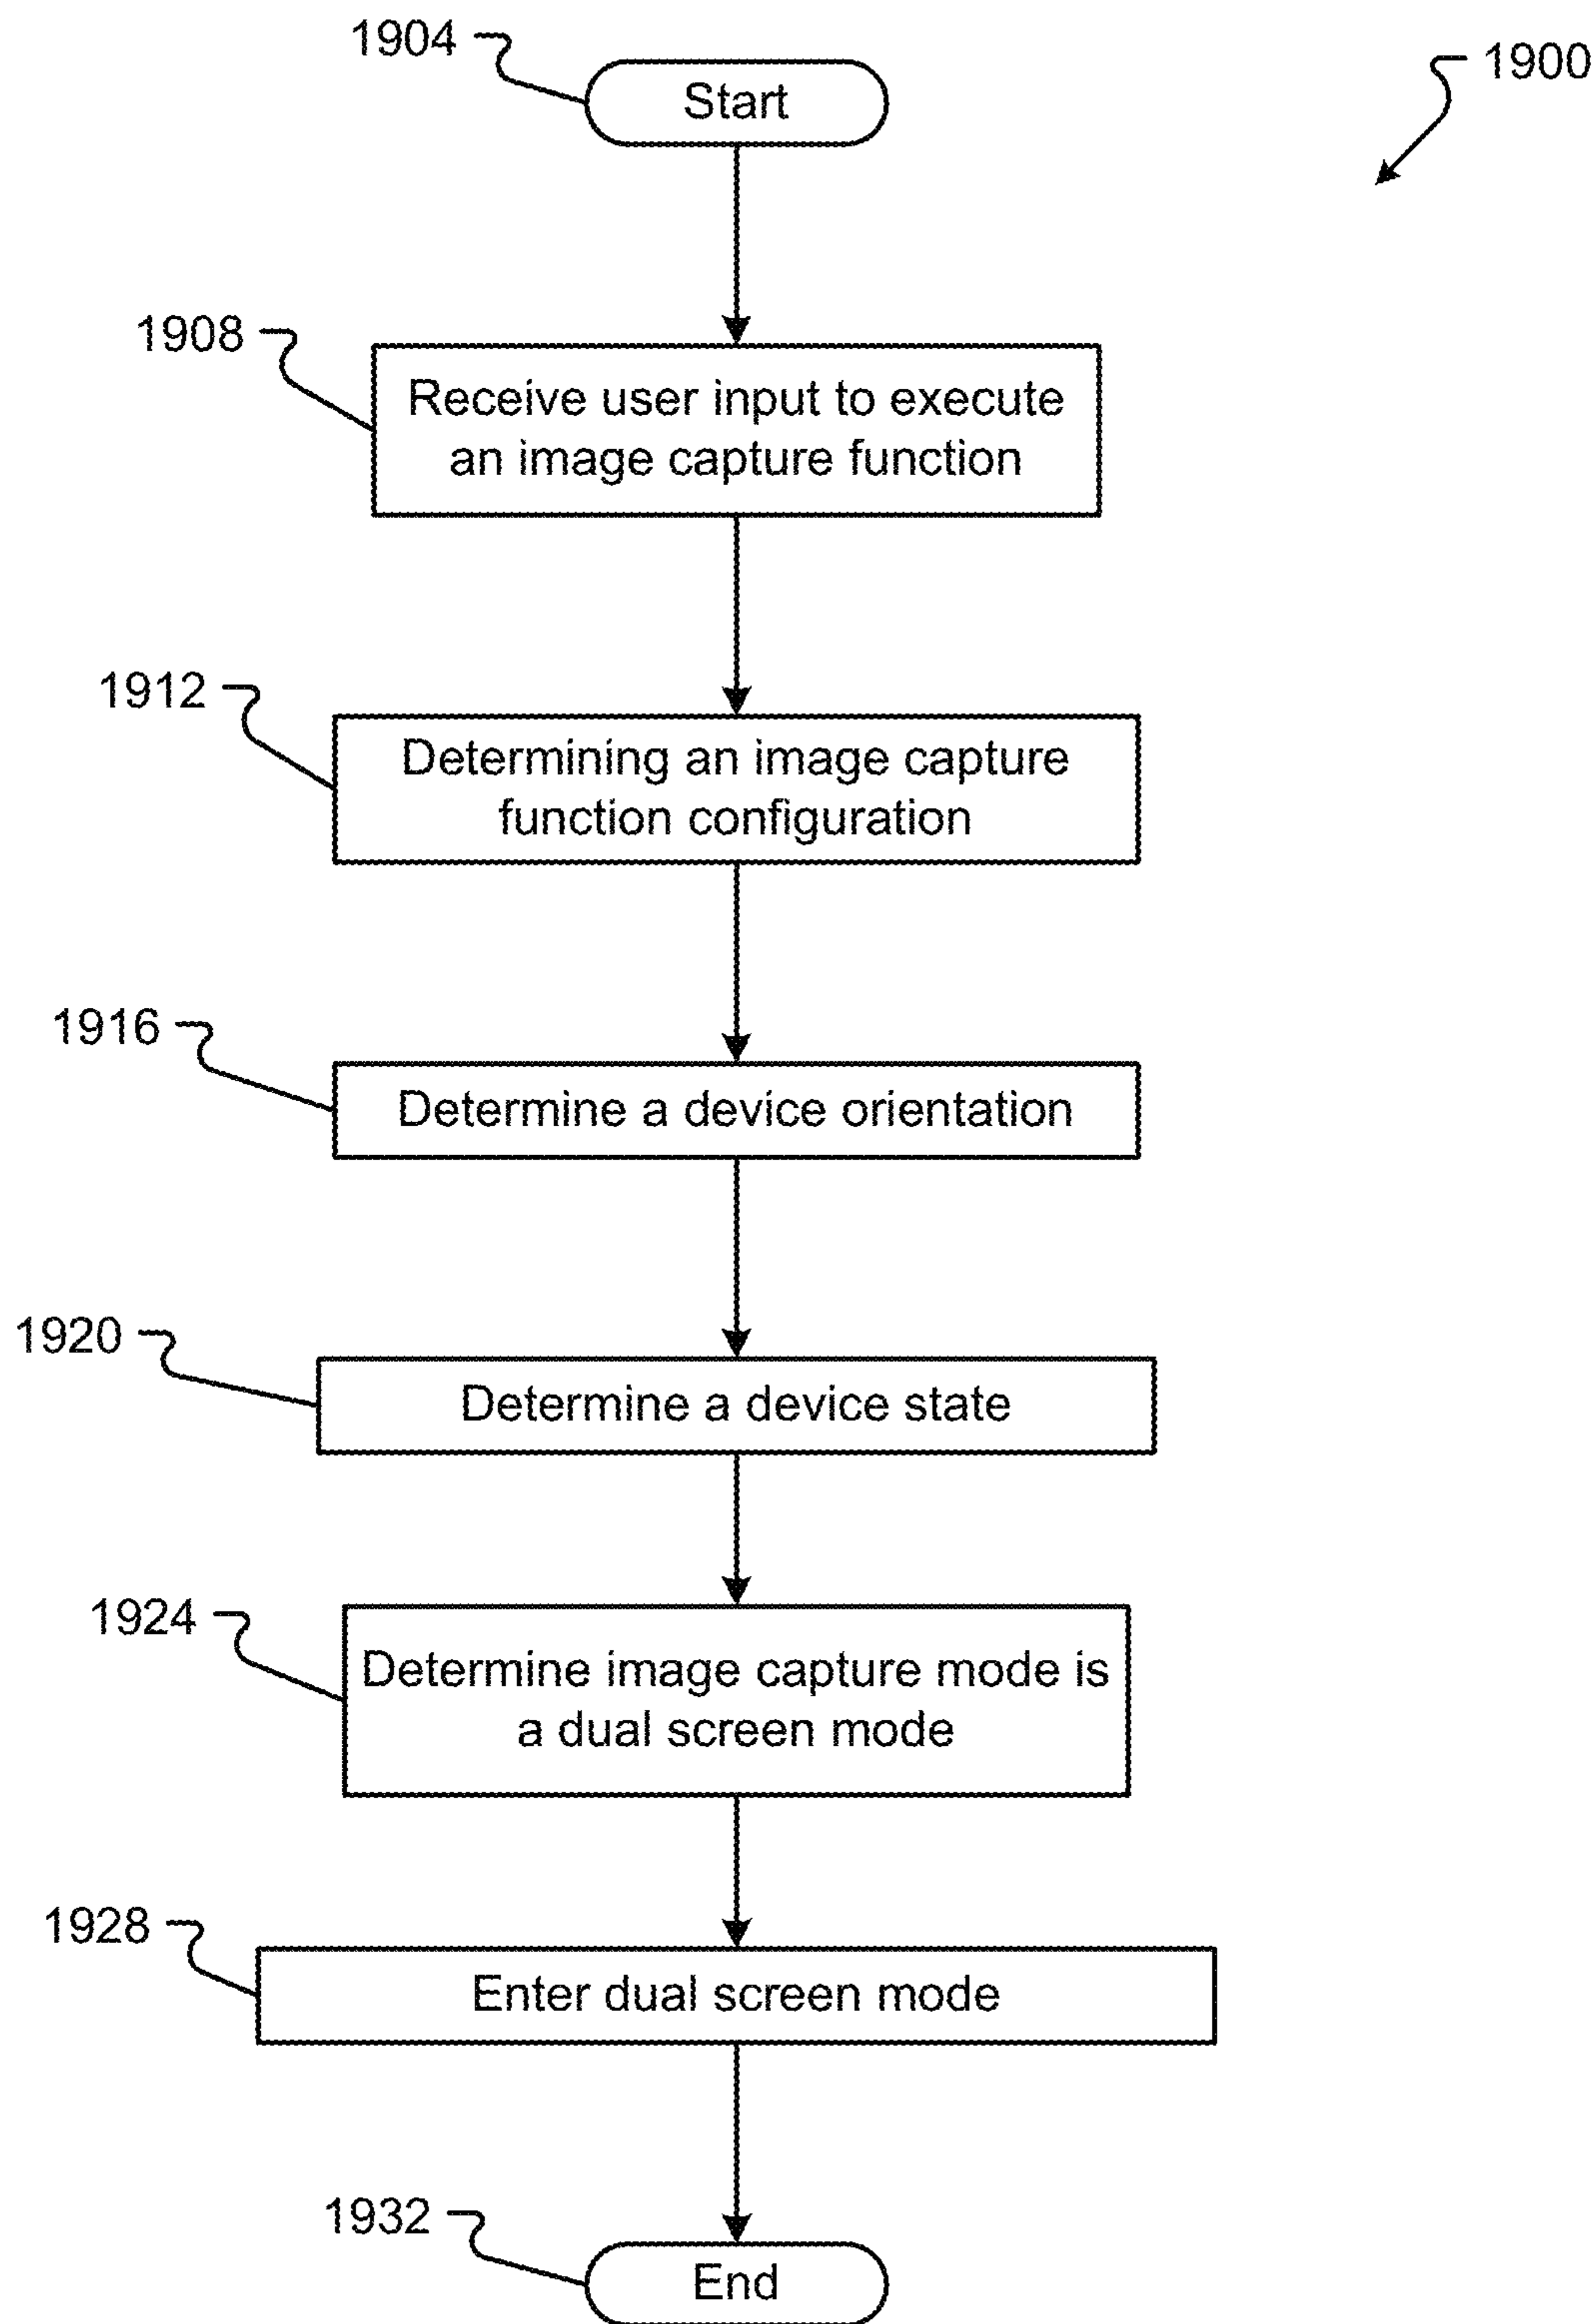 1904
Start
1900
1908
Receive user input to execute
an image capture function
1912
Determining an image capture
function configuration
1916
Determine a device orientation
1920
Determine a device state
1924
Determine image capture mode is
a dual screen mode
1928
Enter dual screen mode
1932
End